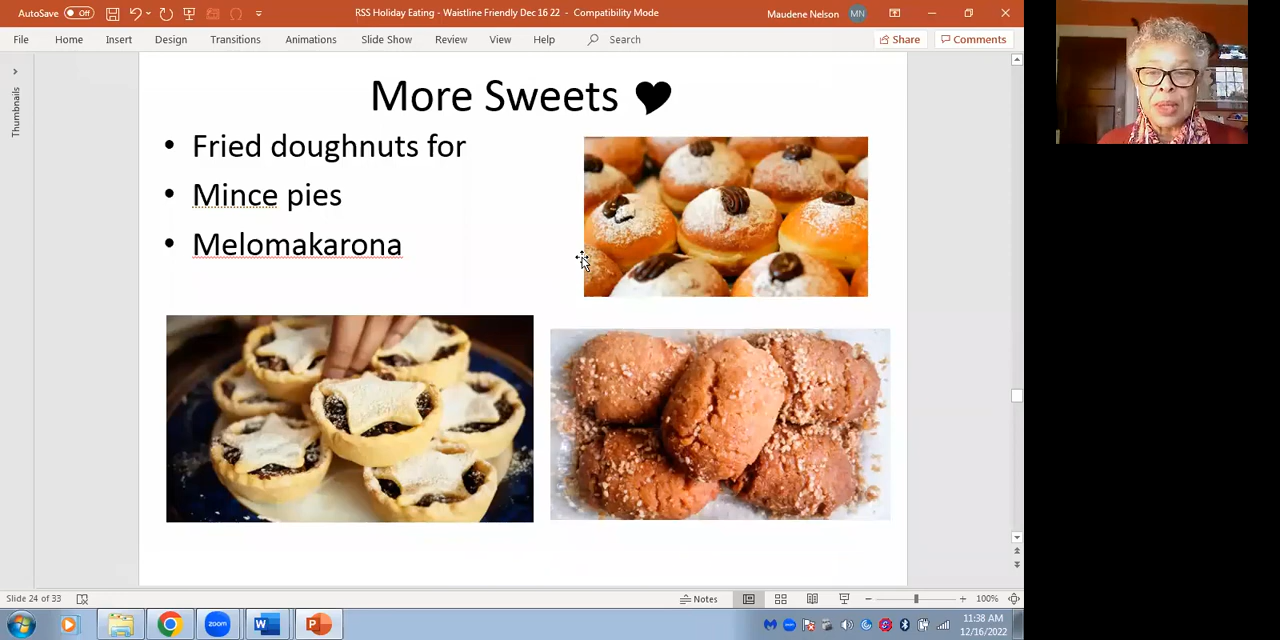 AutoSave Off
RSS Holiday Eating - Waistline Friendly Dec 16 22 - Compatibility Mode
Maudene Nelson MN
File Home Insert Design Transitions Animations Slide Show Review View Help Search
Share Comments
Thumbnails
More Sweets
• Fried doughnuts for
• Mince pies
• Melomakarona
Slide 24 of 33
Notes
100%
zoom
11:38 AM
12/16/2022